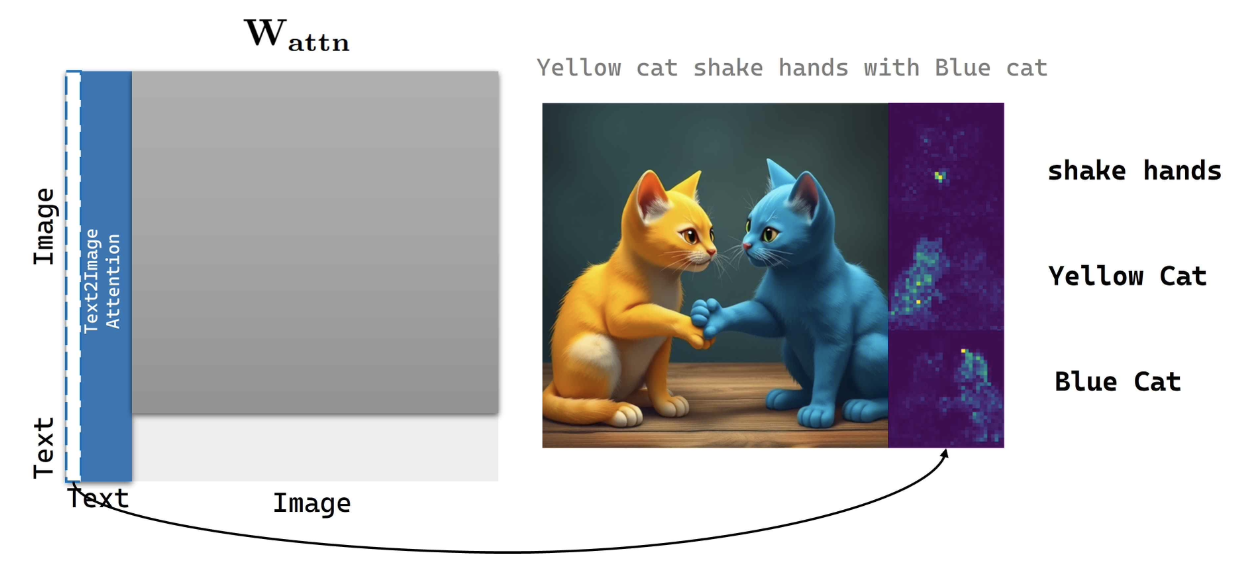 W_attn
Yellow cat shake hands with Blue cat
Image
Text2Image
Attention
Text
Text
Image
shake hands
Yellow Cat
Blue Cat